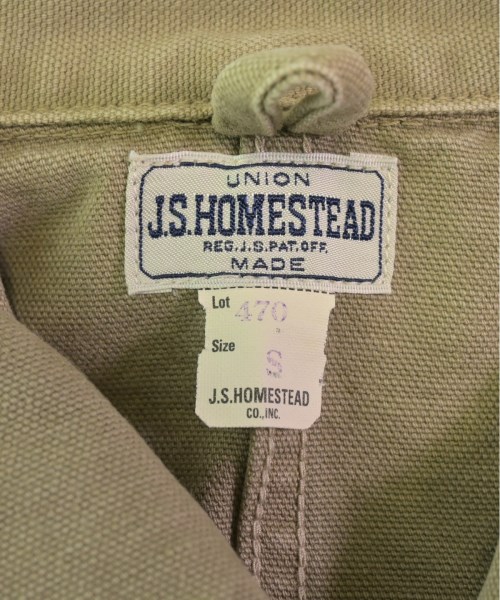 UNION
J.S.HOMESTEAD
REG.J.S.PAT.OFF.
MADE
Lot 470
Size S
J.S.HOMESTEAD
CO.,INC.